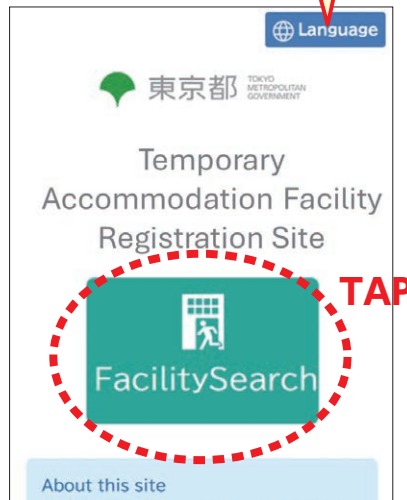 Language
東京都 TOKYO
METROPOLITAN
GOVERNMENT
Temporary
Accommodation Facility
Registration Site
TAP
FacilitySearch
About this site